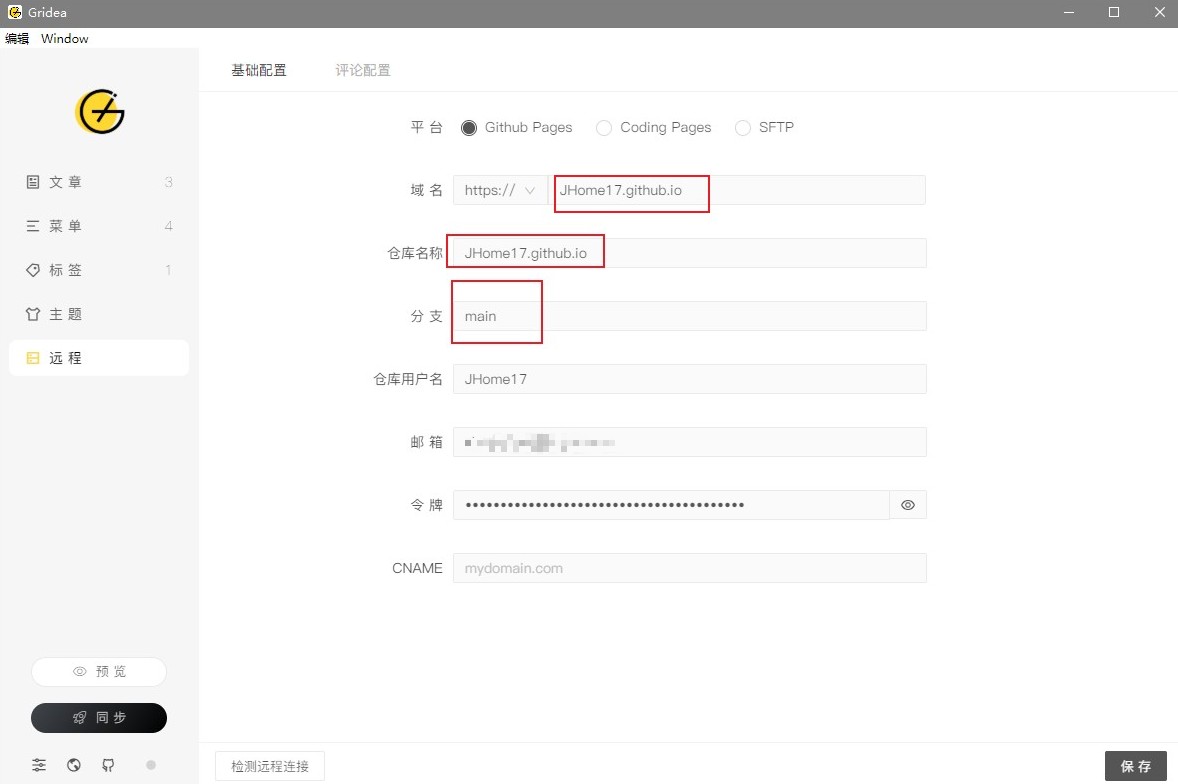 Gridea
编辑 Window
基础配置 评论配置
平台 Github Pages Coding Pages SFTP
文章 3
域名 https:// JHome17.github.io
菜单 4
仓库名称 JHome17.github.io
标签 1
主题
分支 main
远程
仓库用户名 JHome17
邮箱
令牌 ••••••••••••••••••••••••••••••••••••••••
CNAME mydomain.com
预览
同步
检测远程连接 保存